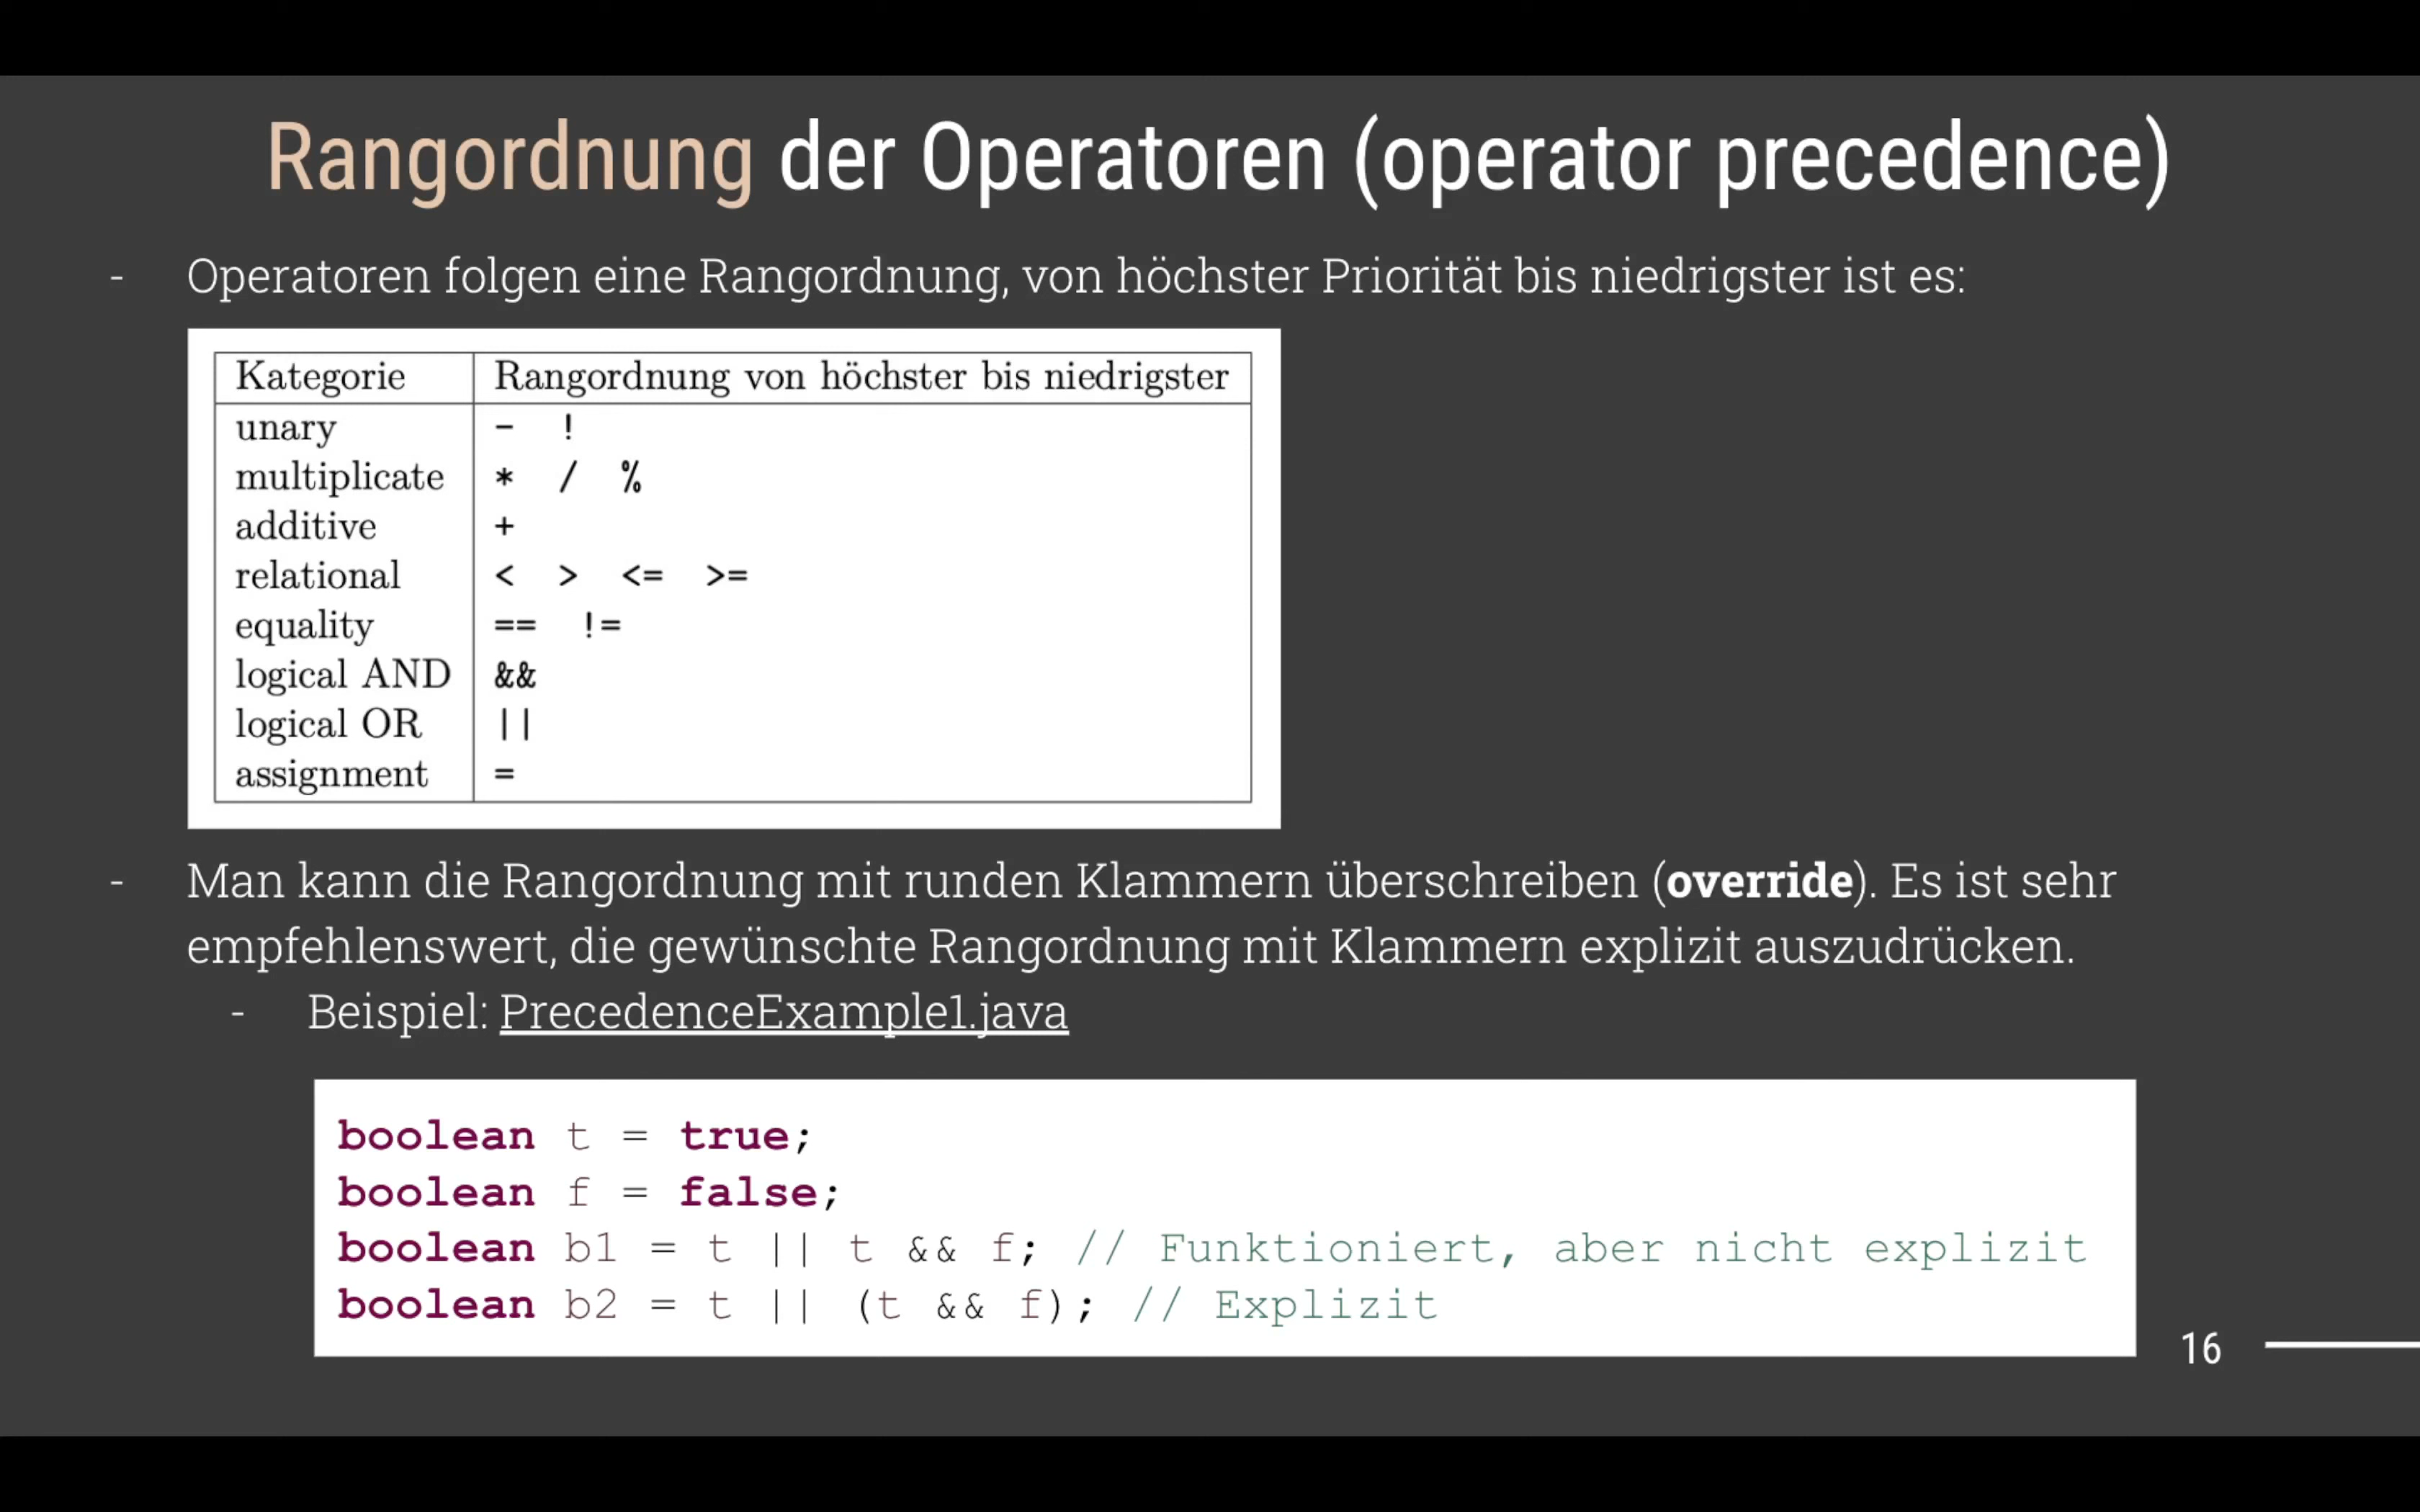 Rangordnung der Operatoren (operator precedence)
- Operatoren folgen eine Rangordnung, von höchster Priorität bis niedrigster ist es:
Kategorie Rangordnung von höchster bis niedrigster
unary - !
multiplicate * / %
additive +
relational < > <= >=
equality == !=
logical AND &&
logical OR ||
assignment =
- Man kann die Rangordnung mit runden Klammern überschreiben (override). Es ist sehr
empfehlenswert, die gewünschte Rangordnung mit Klammern explizit auszudrücken.
- Beispiel: PrecedenceExample1.java
boolean t = true;
boolean f = false;
boolean b1 = t || t && f; // Funktioniert, aber nicht explizit
boolean b2 = t || (t && f); // Explizit
16